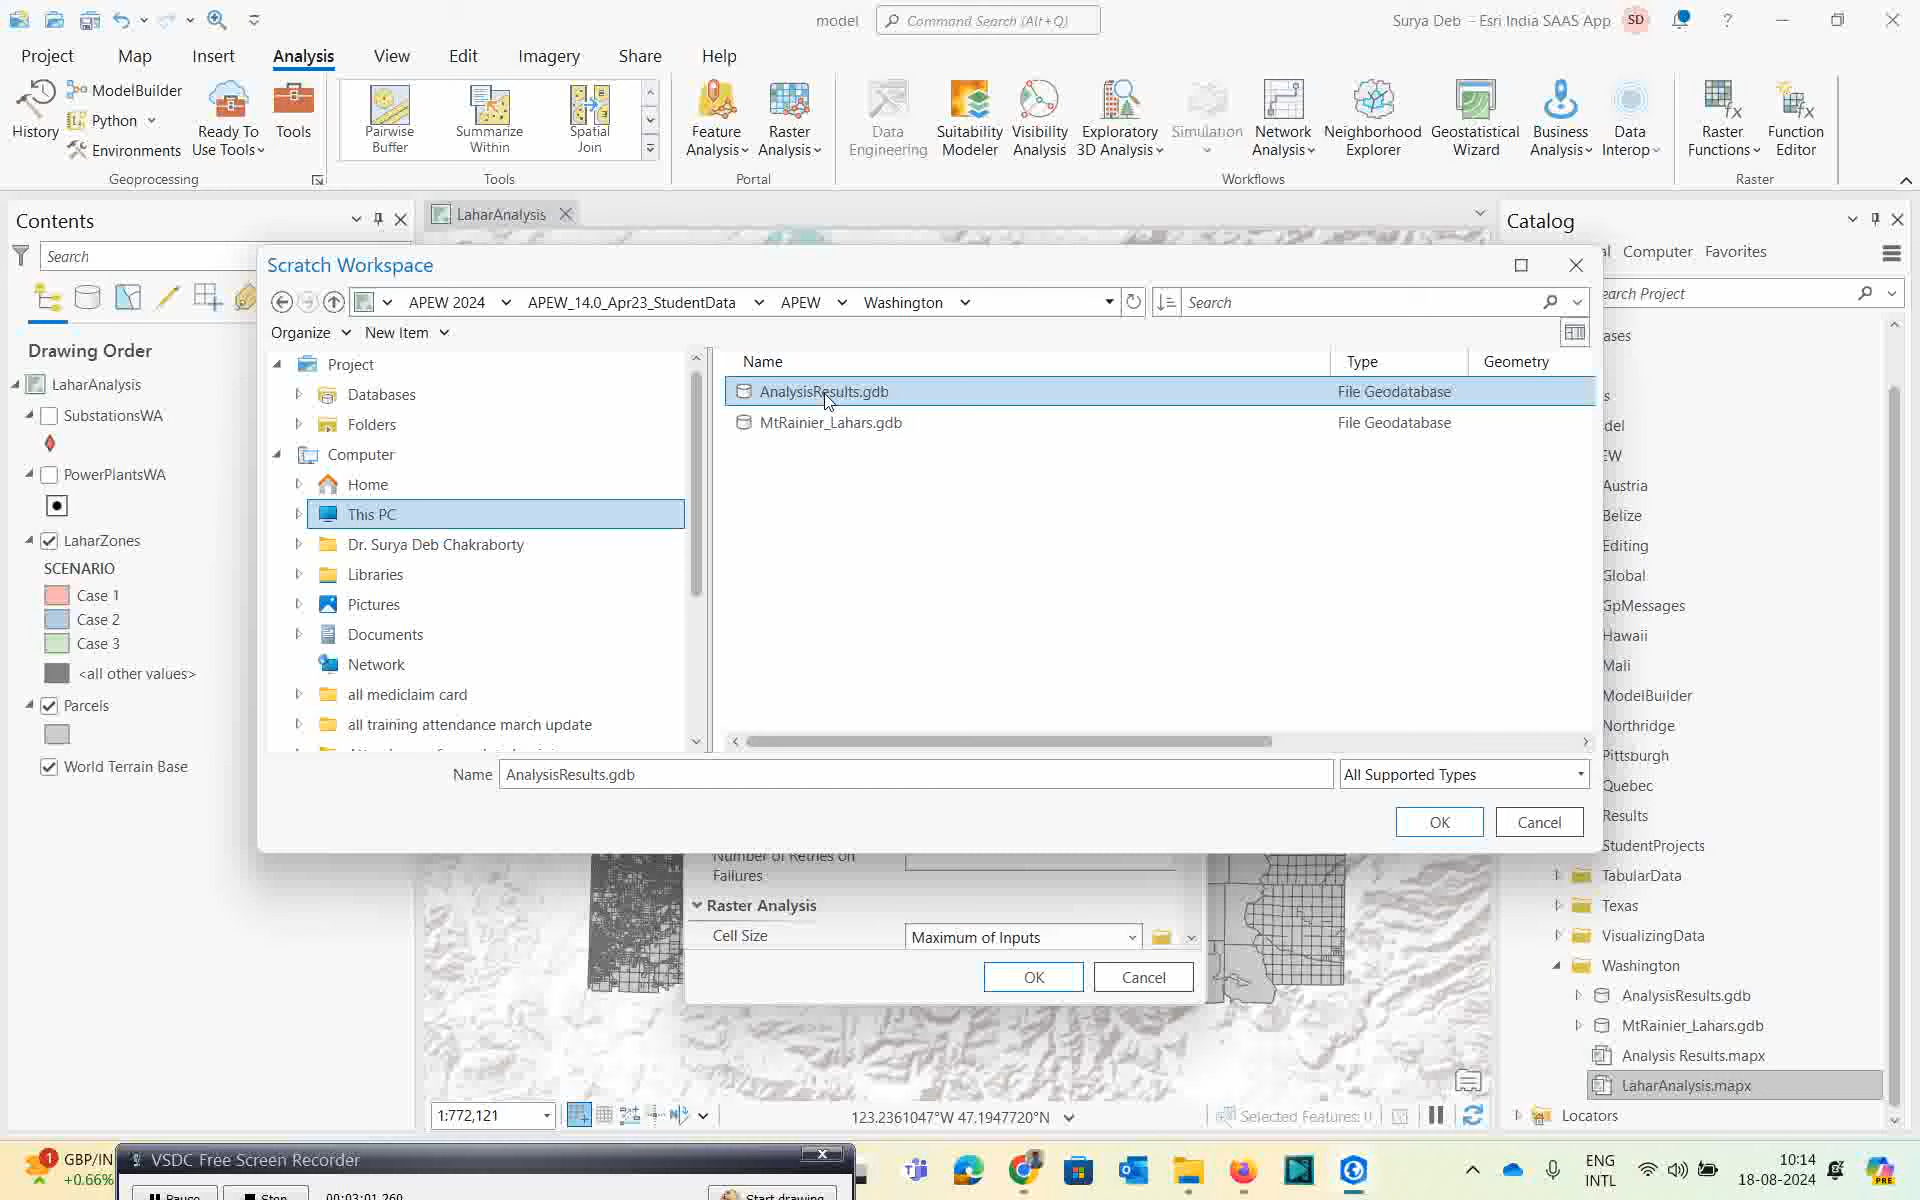 model
Command Search (Alt+Q)
Surya Deb - Esri India SAAS App
SD
?
Project Map Insert Analysis View Edit Imagery Share Help
History
ModelBuilder
Python
Environments
Ready To
Use Tools
Tools
Geoprocessing
Pairwise
Buffer
Summarize
Within
Spatial
Join
Tools
Feature
Analysis
Raster
Analysis
Portal
Data
Engineering
Suitability
Modeler
Visibility
Analysis
Exploratory
3D Analysis
Simulation
Network
Analysis
Neighborhood
Explorer
Geostatistical
Wizard
Business
Analysis
Data
Interop
Workflows
Raster
Functions
Function
Editor
Raster
Contents
Search
Drawing Order
LaharAnalysis
SubstationsWA
PowerPlantsWA
LaharZones
SCENARIO
Case 1
Case 2
Case 3
<all other values>
Parcels
World Terrain Base
LaharAnalysis
Scratch Workspace
APEW 2024 APEW_14.0_Apr23_StudentData APEW Washington
Search
Organize New Item
Project
Databases
Folders
Computer
Home
This PC
Dr. Surya Deb Chakraborty
Libraries
Pictures
Documents
Network
all mediclaim card
all training attendance march update
Name Type Geometry
AnalysisResults.gdb File Geodatabase
MtRainier_Lahars.gdb File Geodatabase
Name AnalysisResults.gdb All Supported Types
OK Cancel
Number of Retries on
Failures
Raster Analysis
Cell Size Maximum of Inputs
OK Cancel
1:772,121
123.2361047°W 47.1947720°N
Selected Features: 0
Catalog
Computer Favorites
earch Project
ases
s
del
EW
Austria
Belize
Editing
Global
GpMessages
Hawaii
Mali
ModelBuilder
Northridge
Pittsburgh
Quebec
Results
StudentProjects
TabularData
Texas
VisualizingData
Washington
AnalysisResults.gdb
MtRainier_Lahars.gdb
Analysis Results.mapx
LaharAnalysis.mapx
Locators
1
GBP/IN
+0.66%
VSDC Free Screen Recorder
Pause
Stop
00:03:01.260
Start drawing
ENG
INTL
10:14
18-08-2024
PRE